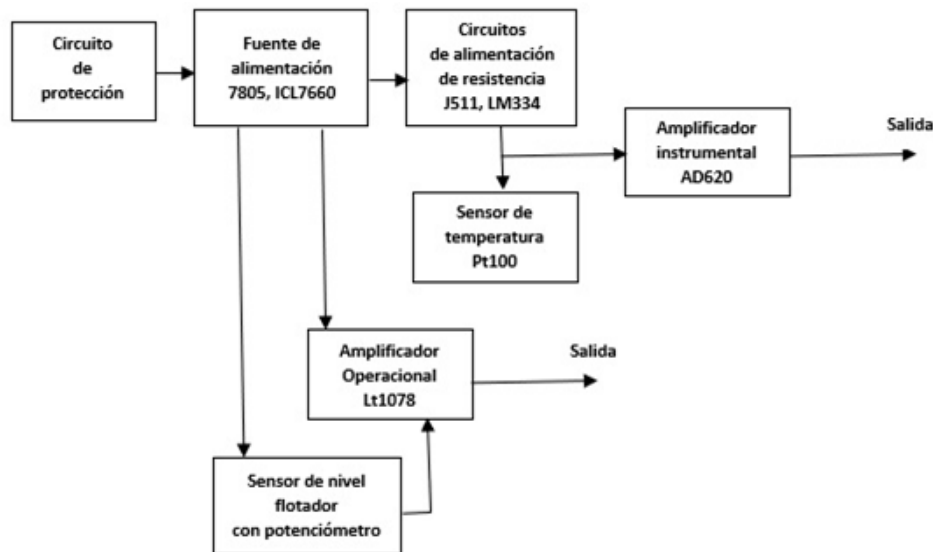 Circuito
de
protección
Fuente de
alimentación
7805, ICL7660
Circuitos
de alimentación
de resistencia
J511, LM334
Amplificador
instrumental
AD620
Salida
Sensor de
temperatura
Pt100
Amplificador
Operacional
Lt1078
Salida
Sensor de nivel
flotador
con potenciómetro